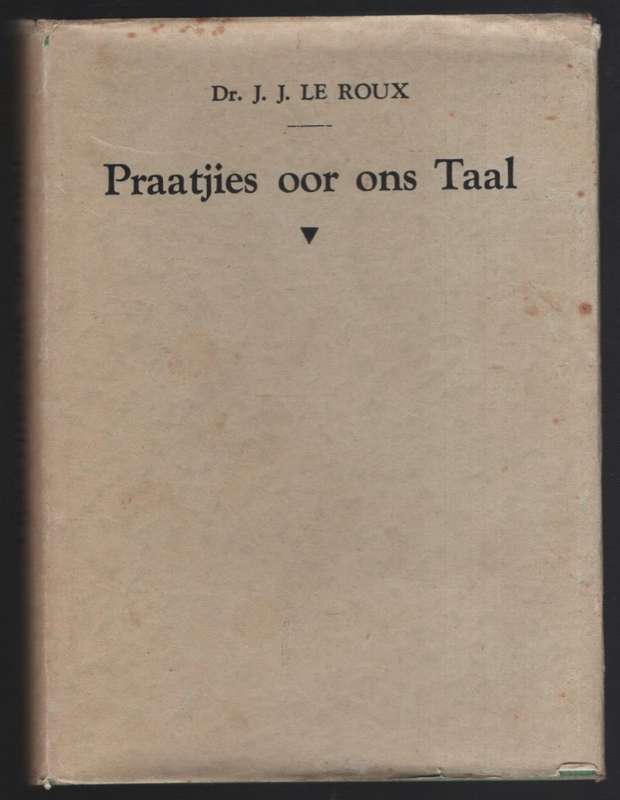 Dr. J. J. LE ROUX
Praatjies oor ons Taal